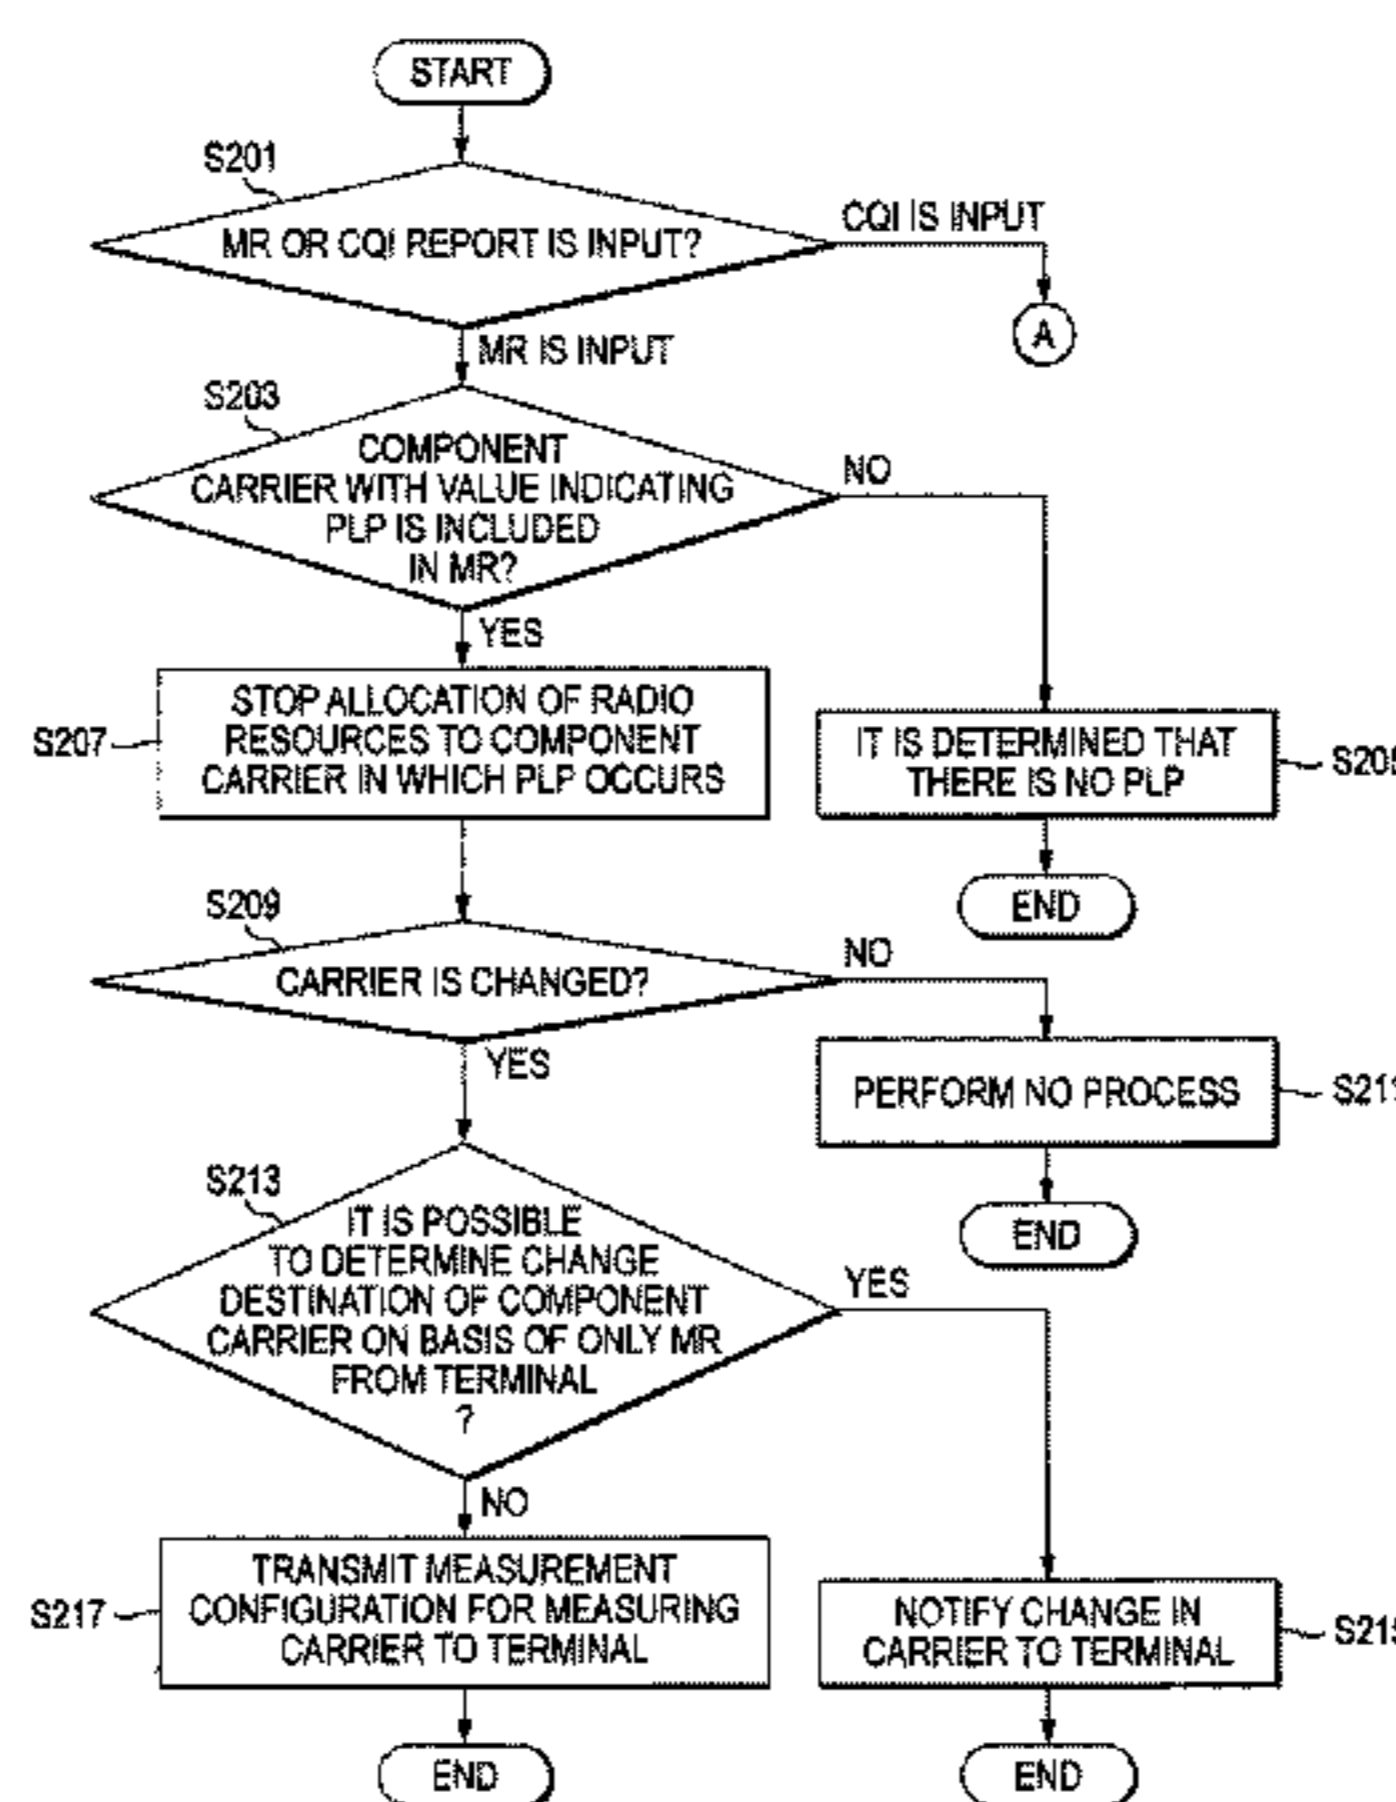 START
S201
MR OR CQI REPORT IS INPUT?
CQI IS INPUT
A
MR IS INPUT
S203
COMPONENT
CARRIER WITH VALUE INDICATING
PLP IS INCLUDED
IN MR?
NO
YES
S207
STOP ALLOCATION OF RADIO
RESOURCES TO COMPONENT
CARRIER IN WHICH PLP OCCURS
IT IS DETERMINED THAT
THERE IS NO PLP
END
S209
CARRIER IS CHANGED?
NO
YES
PERFORM NO PROCESS
END
S213
IT IS POSSIBLE
TO DETERMINE CHANGE
DESTINATION OF COMPONENT
CARRIER ON BASIS OF ONLY MR
FROM TERMINAL
?
YES
NO
S217
TRANSMIT MEASUREMENT
CONFIGURATION FOR MEASURING
CARRIER TO TERMINAL
NOTIFY CHANGE IN
CARRIER TO TERMINAL
END
END